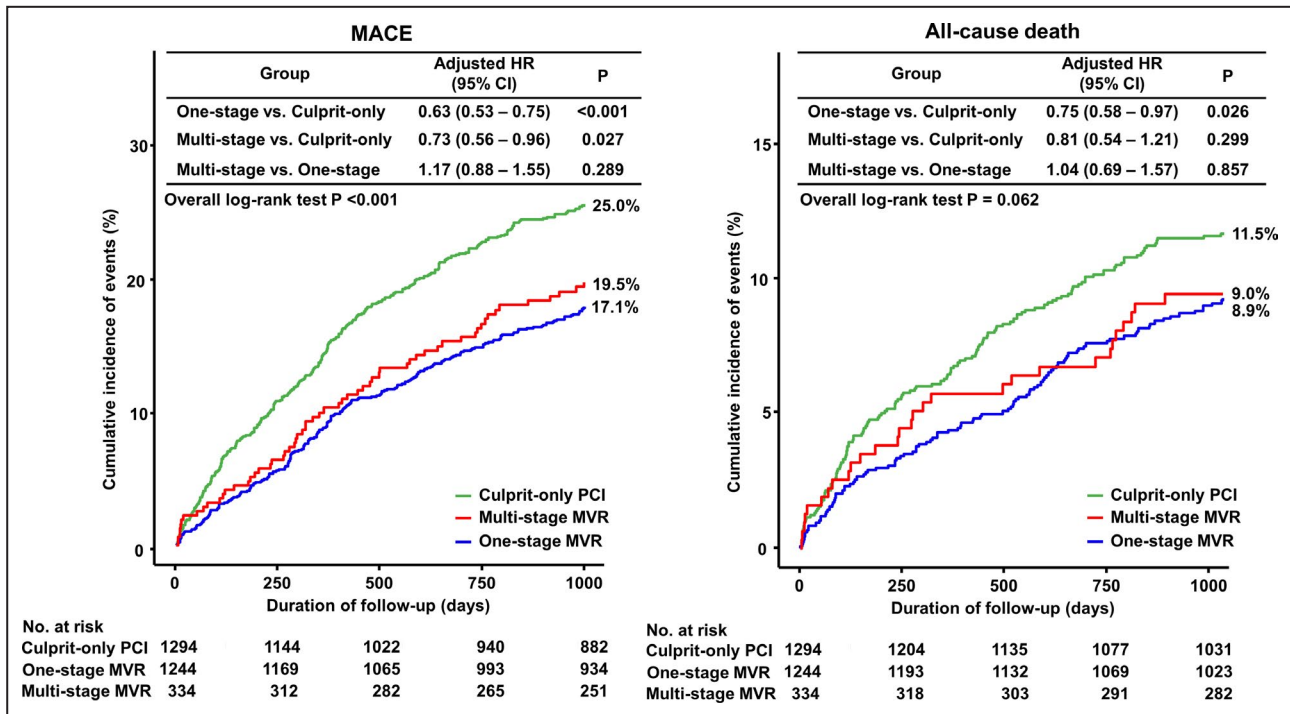 MACE
Group Adjusted HR (95% CI) P
One-stage vs. Culprit-only 0.63 (0.53 – 0.75) <0.001
Multi-stage vs. Culprit-only 0.73 (0.56 – 0.96) 0.027
Multi-stage vs. One-stage 1.17 (0.88 – 1.55) 0.289
Overall log-rank test P <0.001
Cumulative incidence of events (%)
30
20
10
0
25.0%
19.5%
17.1%
Culprit-only PCI
Multi-stage MVR
One-stage MVR
0 250 500 750 1000
Duration of follow-up (days)
No. at risk
Culprit-only PCI 1294 1144 1022 940 882
One-stage MVR 1244 1169 1065 993 934
Multi-stage MVR 334 312 282 265 251
All-cause death
Group Adjusted HR (95% CI) P
One-stage vs. Culprit-only 0.75 (0.58 – 0.97) 0.026
Multi-stage vs. Culprit-only 0.81 (0.54 – 1.21) 0.299
Multi-stage vs. One-stage 1.04 (0.69 – 1.57) 0.857
Overall log-rank test P = 0.062
Cumulative incidence of events (%)
15
10
5
0
11.5%
9.0%
8.9%
Culprit-only PCI
Multi-stage MVR
One-stage MVR
0 250 500 750 1000
Duration of follow-up (days)
No. at risk
Culprit-only PCI 1294 1204 1135 1077 1031
One-stage MVR 1244 1193 1132 1069 1023
Multi-stage MVR 334 318 303 291 282